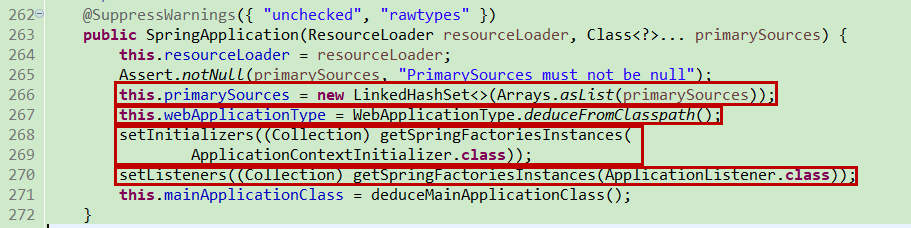 262 @SuppressWarnings({ "unchecked", "rawtypes" })
263 public SpringApplication(ResourceLoader resourceLoader, Class<?>... primarySources) {
264 this.resourceLoader = resourceLoader;
265 Assert.notNull(primarySources, "PrimarySources must not be null");
266 this.primarySources = new LinkedHashSet<>(Arrays.asList(primarySources));
267 this.webApplicationType = WebApplicationType.deduceFromClasspath();
268 setInitializers((Collection) getSpringFactoriesInstances(
269 ApplicationContextInitializer.class));
270 setListeners((Collection) getSpringFactoriesInstances(ApplicationListener.class));
271 this.mainApplicationClass = deduceMainApplicationClass();
272 }